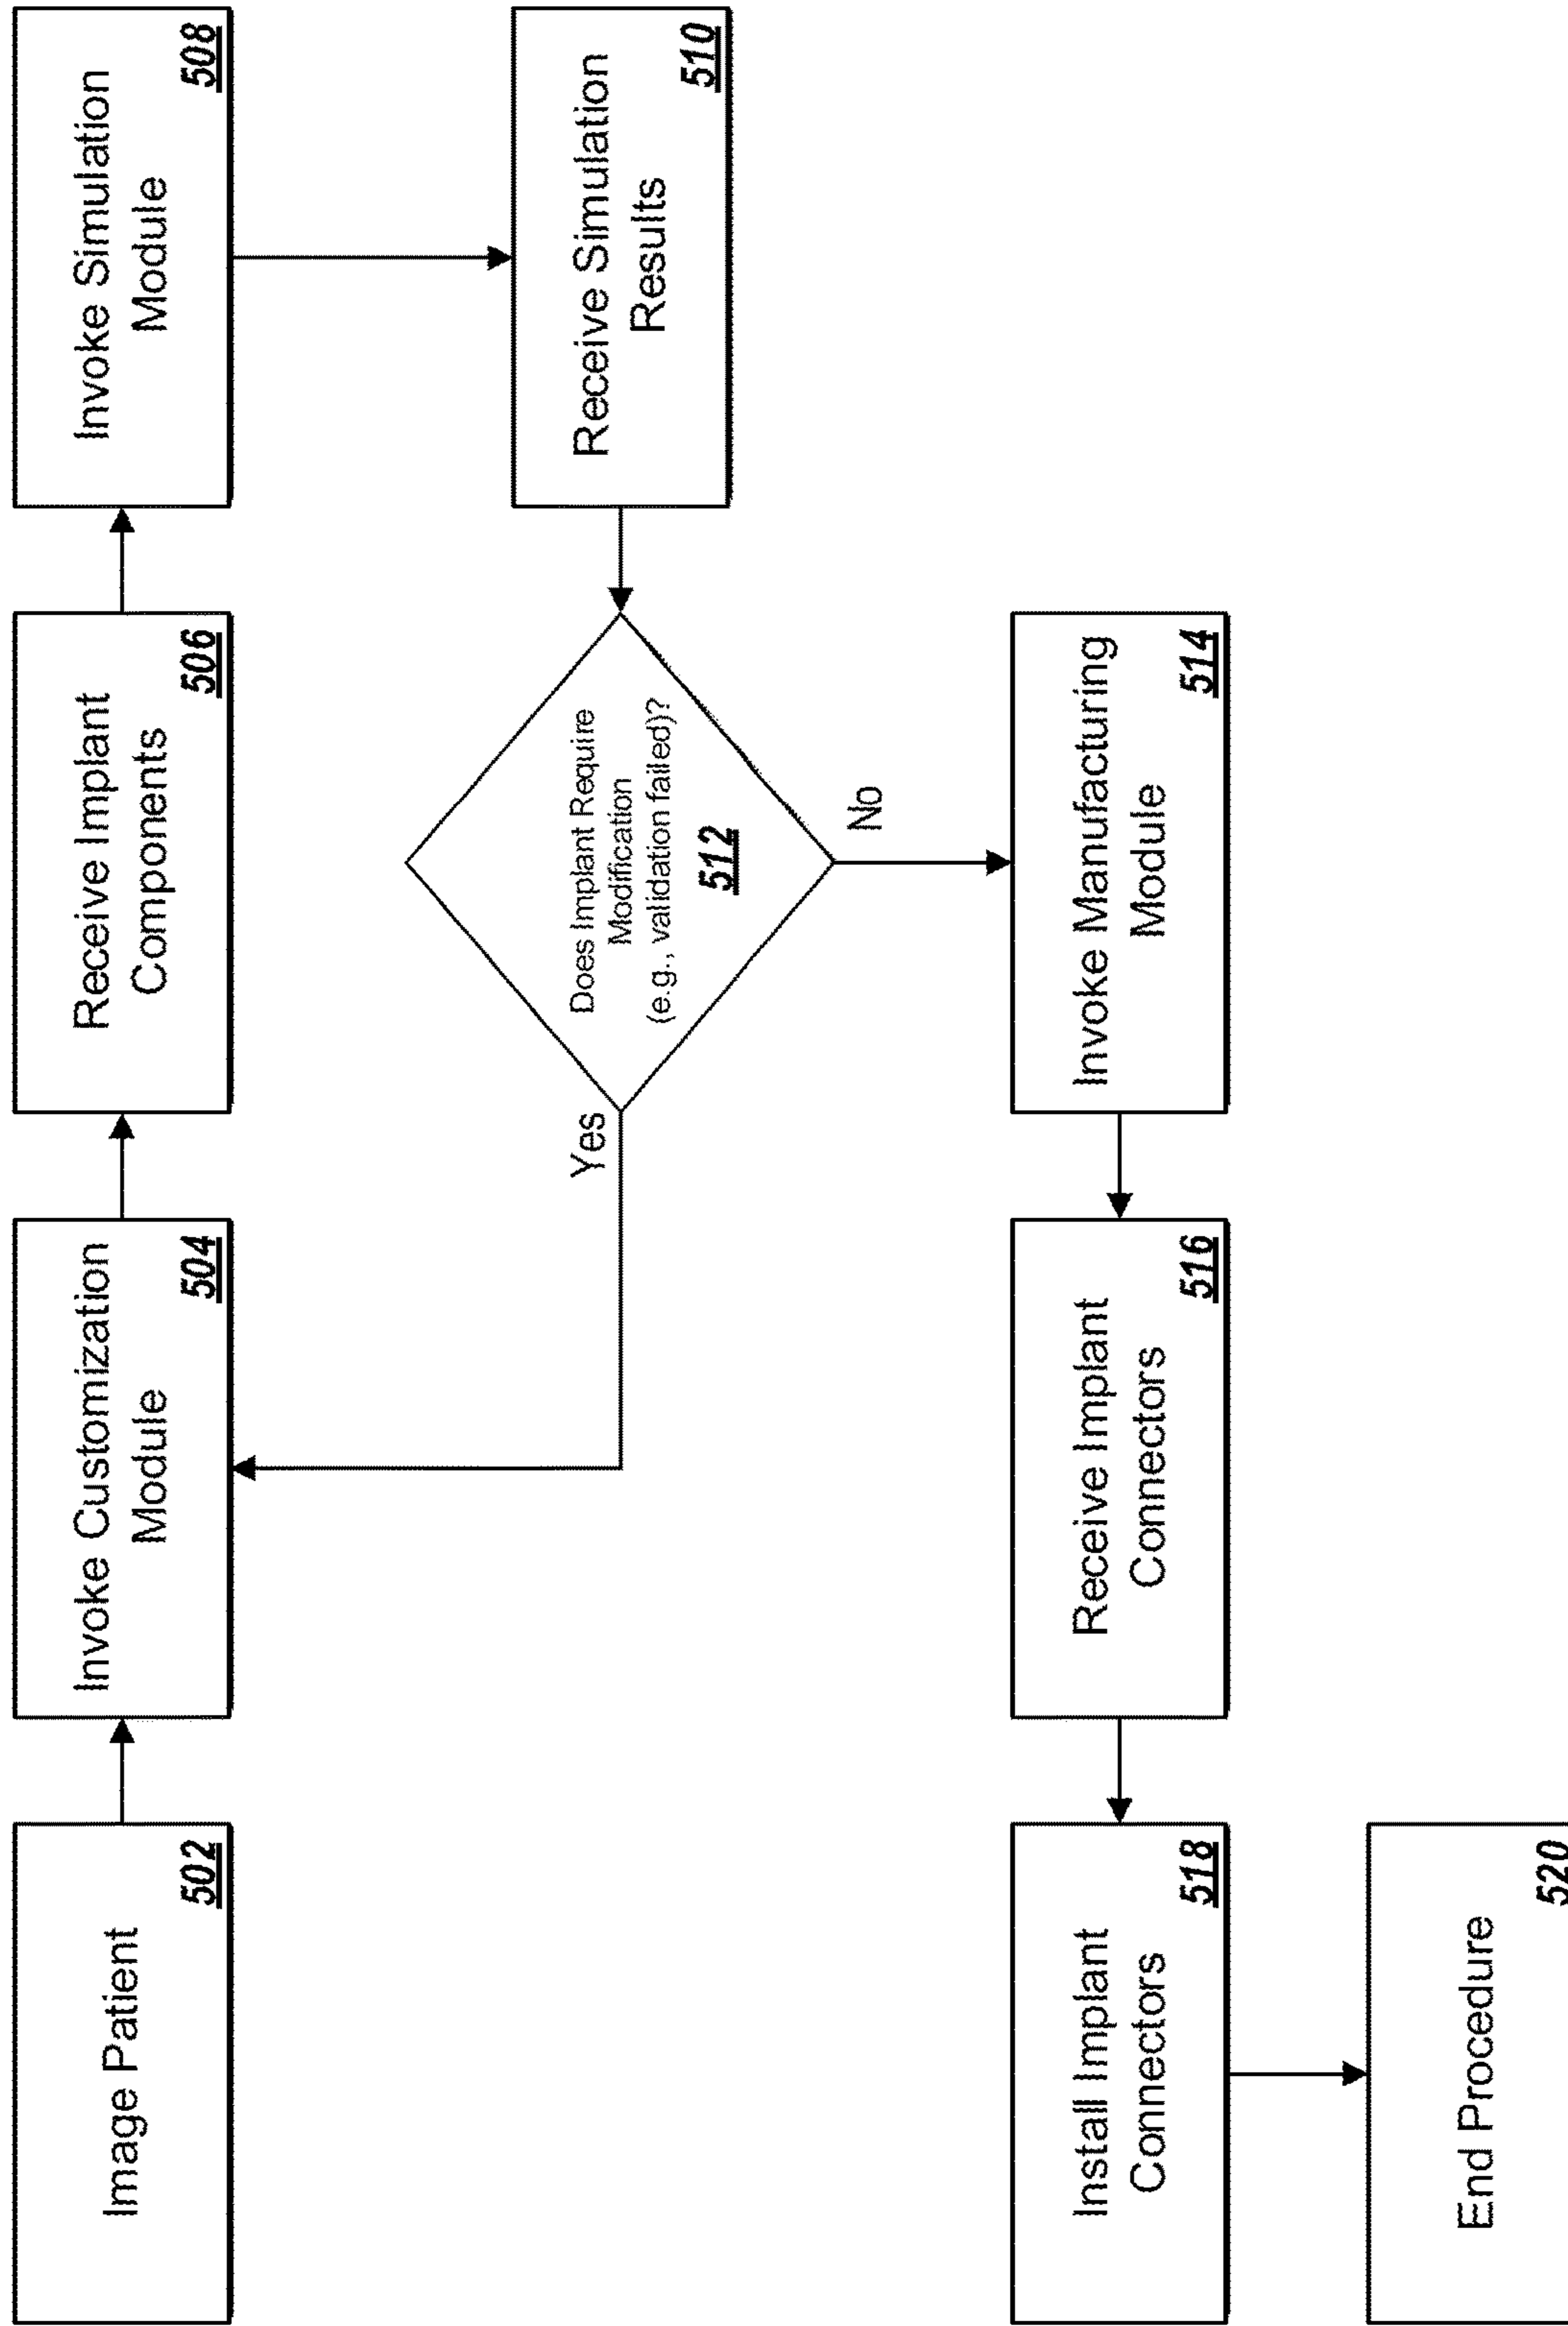 Image Patient
502
Invoke Customization
Module
504
Receive Implant
Components
506
Invoke Simulation
Module
508
Receive Simulation
Results
510
Does Implant Require
Modification
(e.g., validation failed)?
512
Yes
No
Invoke Manufacturing
Module
514
Receive Implant
Connectors
516
Install Implant
Connectors
518
End Procedure
520